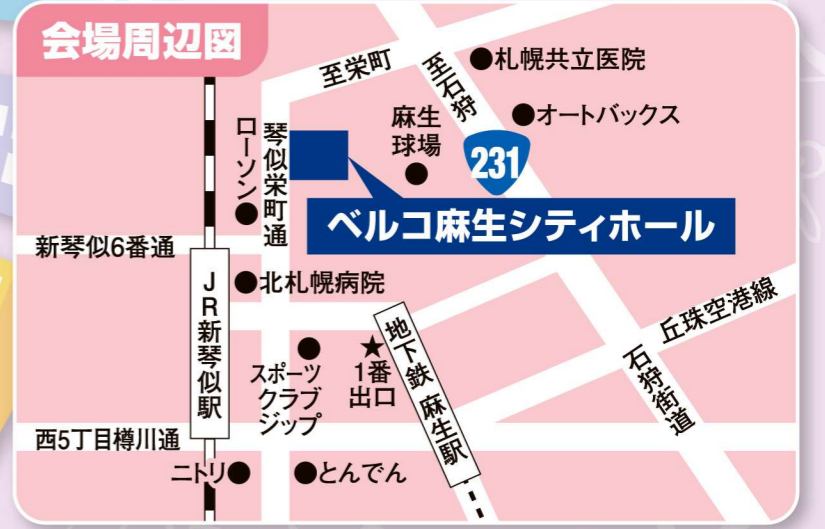 会場周辺図
至栄町
至石狩
札幌共立医院
オートバックス
麻生
球場
231
ローソン
琴似栄町通
ベルコ麻生シティホール
新琴似6番通
JR新琴似駅
北札幌病院
丘珠空港線
地下鉄 麻生駅
1番
出口
スポーツ
クラブ
ジップ
石狩街道
西5丁目樽川通
ニトリ
とんでん